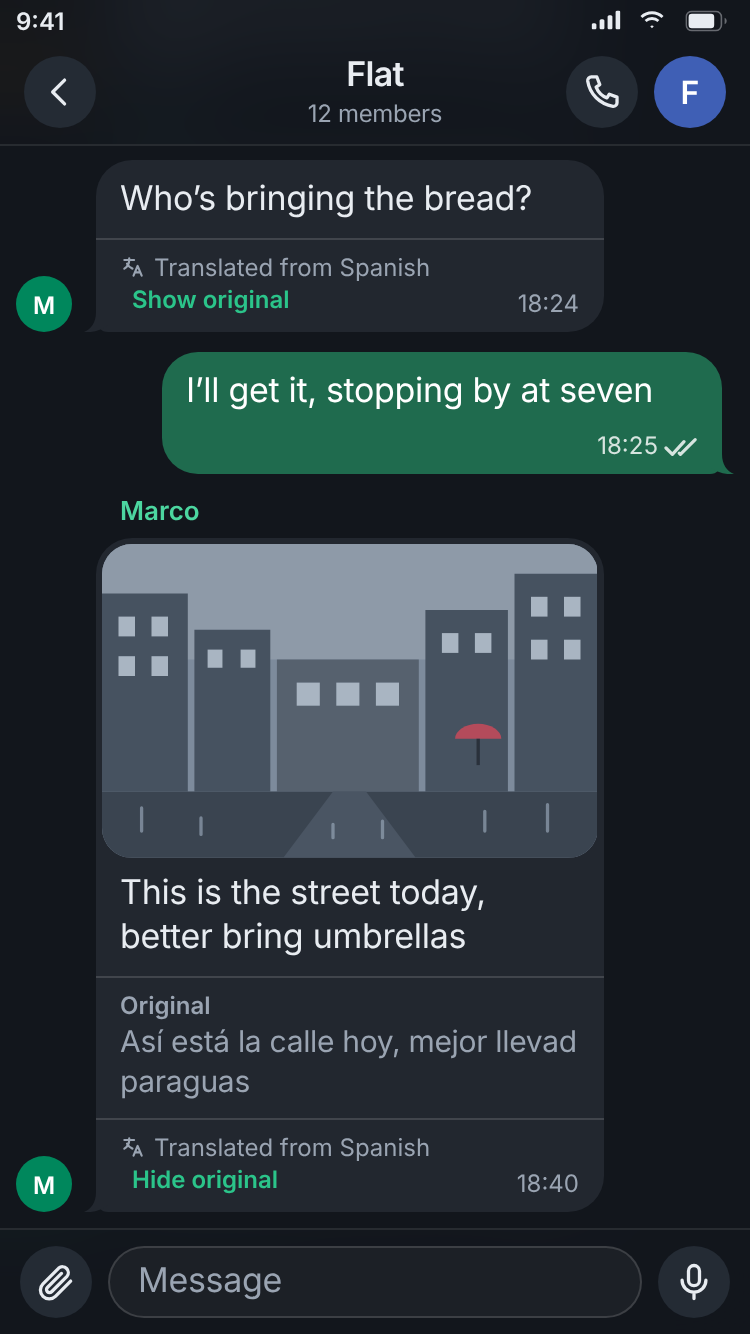 9:41
Flat
12 members
F
Who’s bringing the bread?
Translated from Spanish
Show original
18:24
M
I’ll get it, stopping by at seven
18:25
Marco
This is the street today,
better bring umbrellas
Original
Así está la calle hoy, mejor llevad
paraguas
Translated from Spanish
Hide original
18:40
M
Message